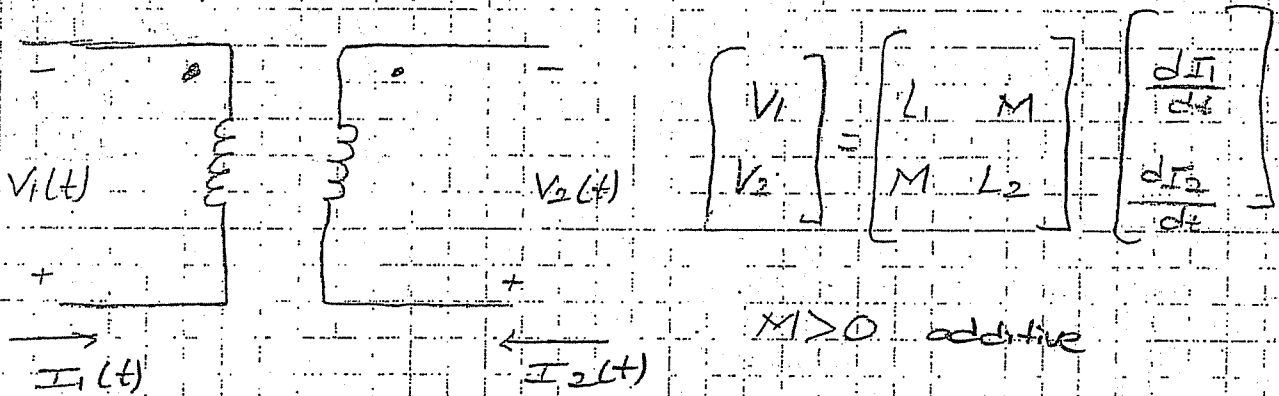 − • • −
V1(t) V2(t)
+ +
I1(t) I2(t)
[V1 V2] = [L1 M M L2] [dI1/dt dI2/dt]
M>0 additive